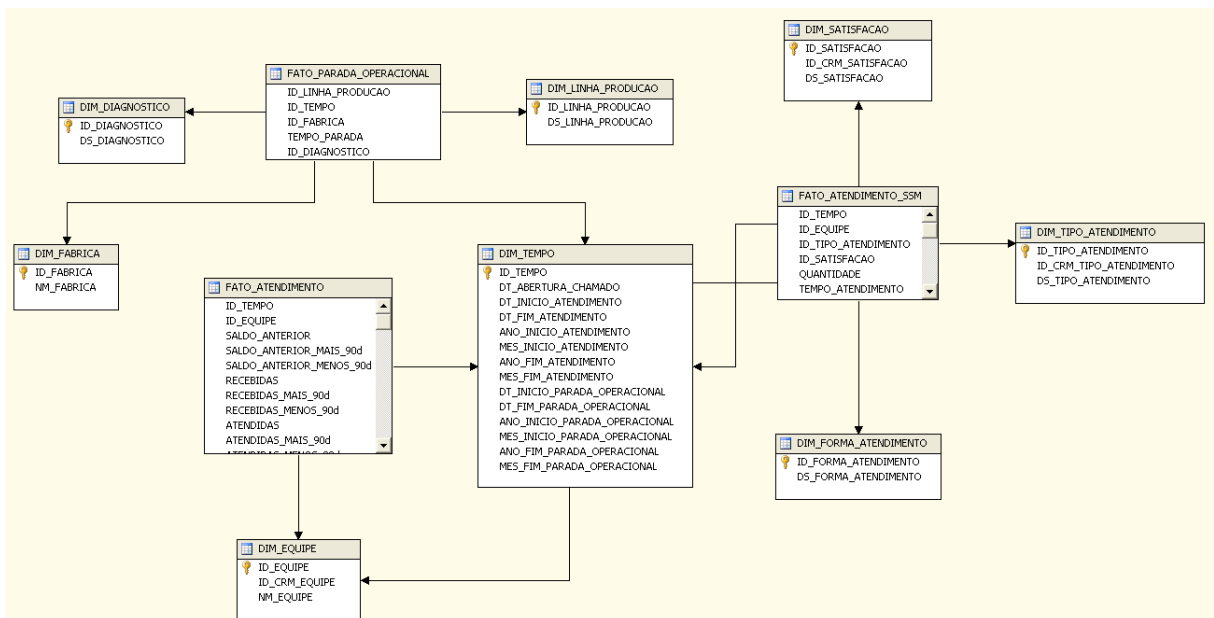 DIM_SATISFACAO
ID_SATISFACAO
ID_CRM_SATISFACAO
DS_SATISFACAO
FATO_PARADA_OPERACIONAL
ID_LINHA_PRODUCAO
ID_TEMPO
ID_FABRICA
TEMPO_PARADA
ID_DIAGNOSTICO
DIM_LINHA_PRODUCAO
ID_LINHA_PRODUCAO
DS_LINHA_PRODUCAO
DIM_DIAGNOSTICO
ID_DIAGNOSTICO
DS_DIAGNOSTICO
FATO_ATENDIMENTO_SSM
ID_TEMPO
ID_EQUIPE
ID_TIPO_ATENDIMENTO
ID_SATISFACAO
QUANTIDADE
TEMPO_ATENDIMENTO
DIM_TIPO_ATENDIMENTO
ID_TIPO_ATENDIMENTO
ID_CRM_TIPO_ATENDIMENTO
DS_TIPO_ATENDIMENTO
DIM_FABRICA
ID_FABRICA
NM_FABRICA
FATO_ATENDIMENTO
ID_TEMPO
ID_EQUIPE
SALDO_ANTERIOR
SALDO_ANTERIOR_MAIS_90d
SALDO_ANTERIOR_MENOS_90d
RECEBIDAS
RECEBIDAS_MAIS_90d
RECEBIDAS_MENOS_90d
ATENDIDAS
ATENDIDAS_MAIS_90d
ATENDIDAS_MENOS_90d
DIM_TEMPO
ID_TEMPO
DT_ABERTURA_CHAMADO
DT_INICIO_ATENDIMENTO
DT_FIM_ATENDIMENTO
ANO_INICIO_ATENDIMENTO
MES_INICIO_ATENDIMENTO
ANO_FIM_ATENDIMENTO
MES_FIM_ATENDIMENTO
DT_INICIO_PARADA_OPERACIONAL
DT_FIM_PARADA_OPERACIONAL
ANO_INICIO_PARADA_OPERACIONAL
MES_INICIO_PARADA_OPERACIONAL
ANO_FIM_PARADA_OPERACIONAL
MES_FIM_PARADA_OPERACIONAL
DIM_FORMA_ATENDIMENTO
ID_FORMA_ATENDIMENTO
DS_FORMA_ATENDIMENTO
DIM_EQUIPE
ID_EQUIPE
ID_CRM_EQUIPE
NM_EQUIPE